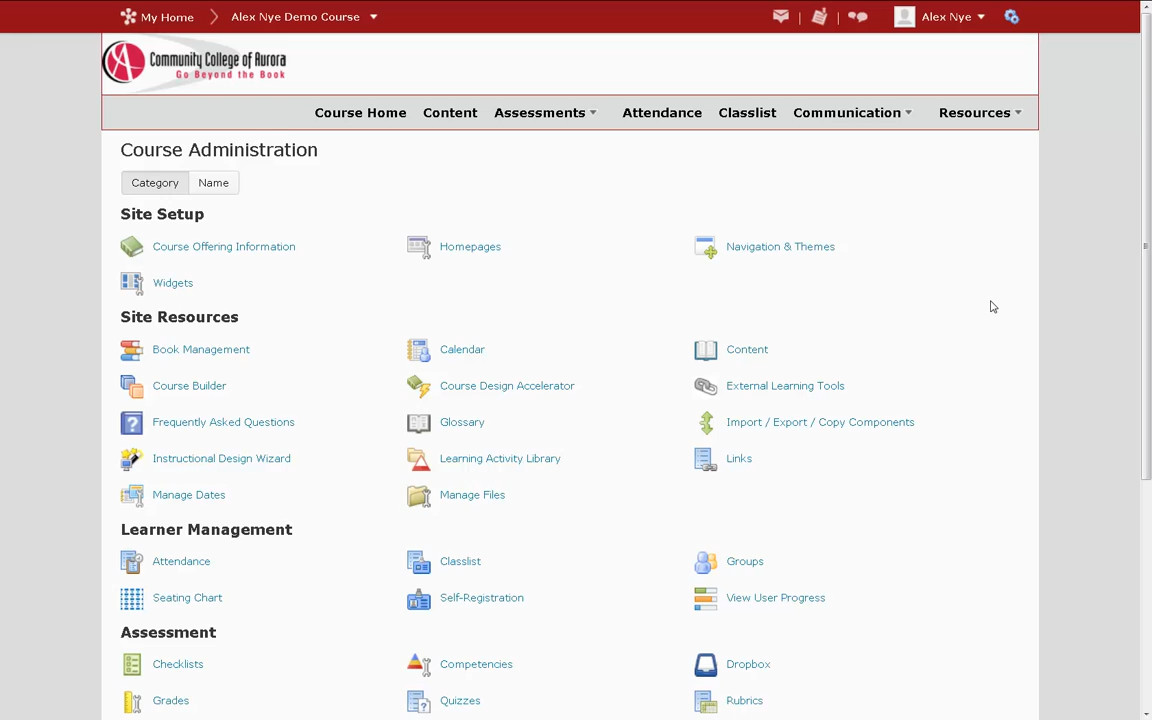 My Home Alex Nye Demo Course Alex Nye
Community College of Aurora
Go Beyond the Book
Course Home Content Assessments Attendance Classlist Communication Resources
Course Administration
Category Name
Site Setup
Course Offering Information Homepages Navigation & Themes
Widgets
Site Resources
Book Management Calendar Content
Course Builder Course Design Accelerator External Learning Tools
Frequently Asked Questions Glossary Import / Export / Copy Components
Instructional Design Wizard Learning Activity Library Links
Manage Dates Manage Files
Learner Management
Attendance Classlist Groups
Seating Chart Self-Registration View User Progress
Assessment
Checklists Competencies Dropbox
Grades Quizzes Rubrics